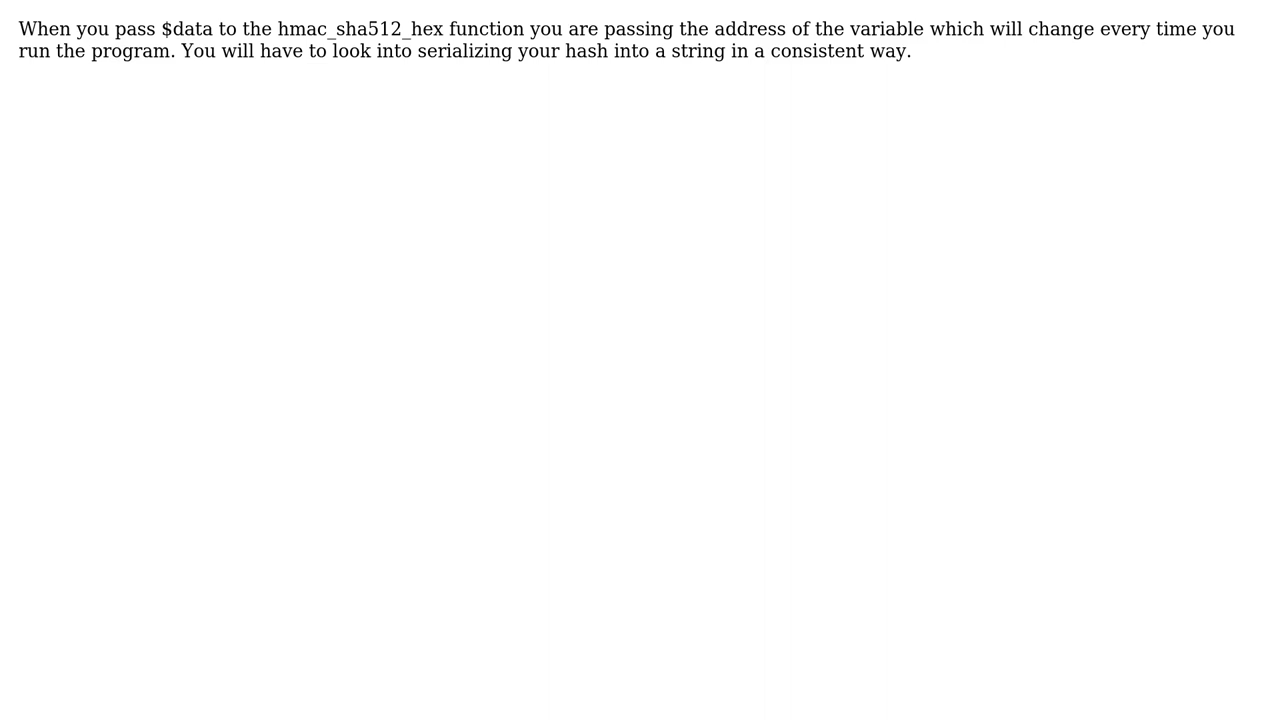 When you pass $data to the hmac_sha512_hex function you are passing the address of the variable which will change every time you
run the program. You will have to look into serializing your hash into a string in a consistent way.